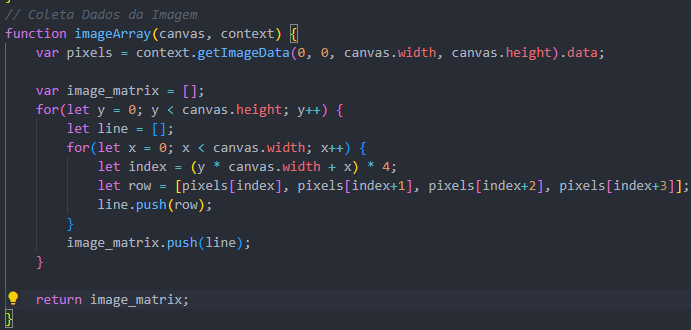 // Coleta Dados da Imagem
function imageArray(canvas, context) {
    var pixels = context.getImageData(0, 0, canvas.width, canvas.height).data;

    var image_matrix = [];
    for(let y = 0; y < canvas.height; y++) {
        let line = [];
        for(let x = 0; x < canvas.width; x++) {
            let index = (y * canvas.width + x) * 4;
            let row = [pixels[index], pixels[index+1], pixels[index+2], pixels[index+3]];
            line.push(row);
        }
        image_matrix.push(line);
    }

    return image_matrix;
}